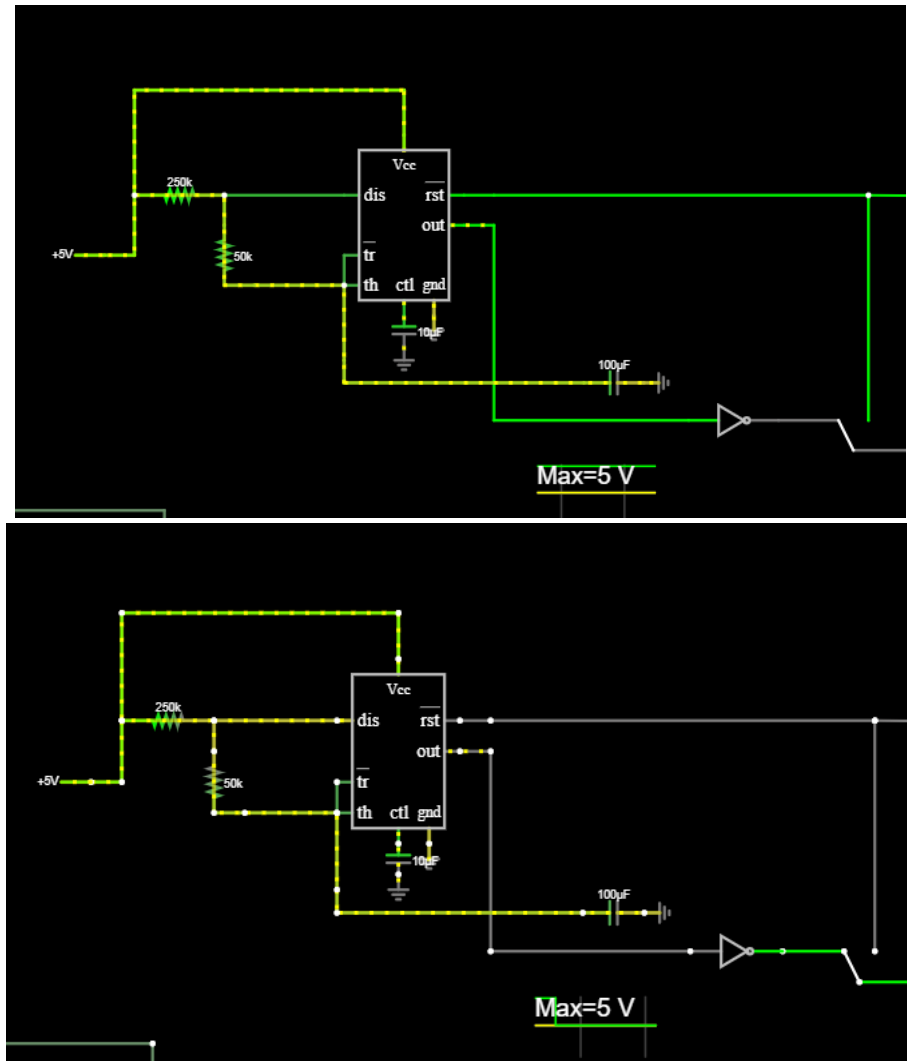 Vcc
250k
dis
rst
out
+5V
50k
tr
th
ctl
gnd
10µF
100µF
Max=5 V
Vcc
250k
dis
rst
out
+5V
50k
tr
th
ctl
gnd
10µF
100µF
Max=5 V